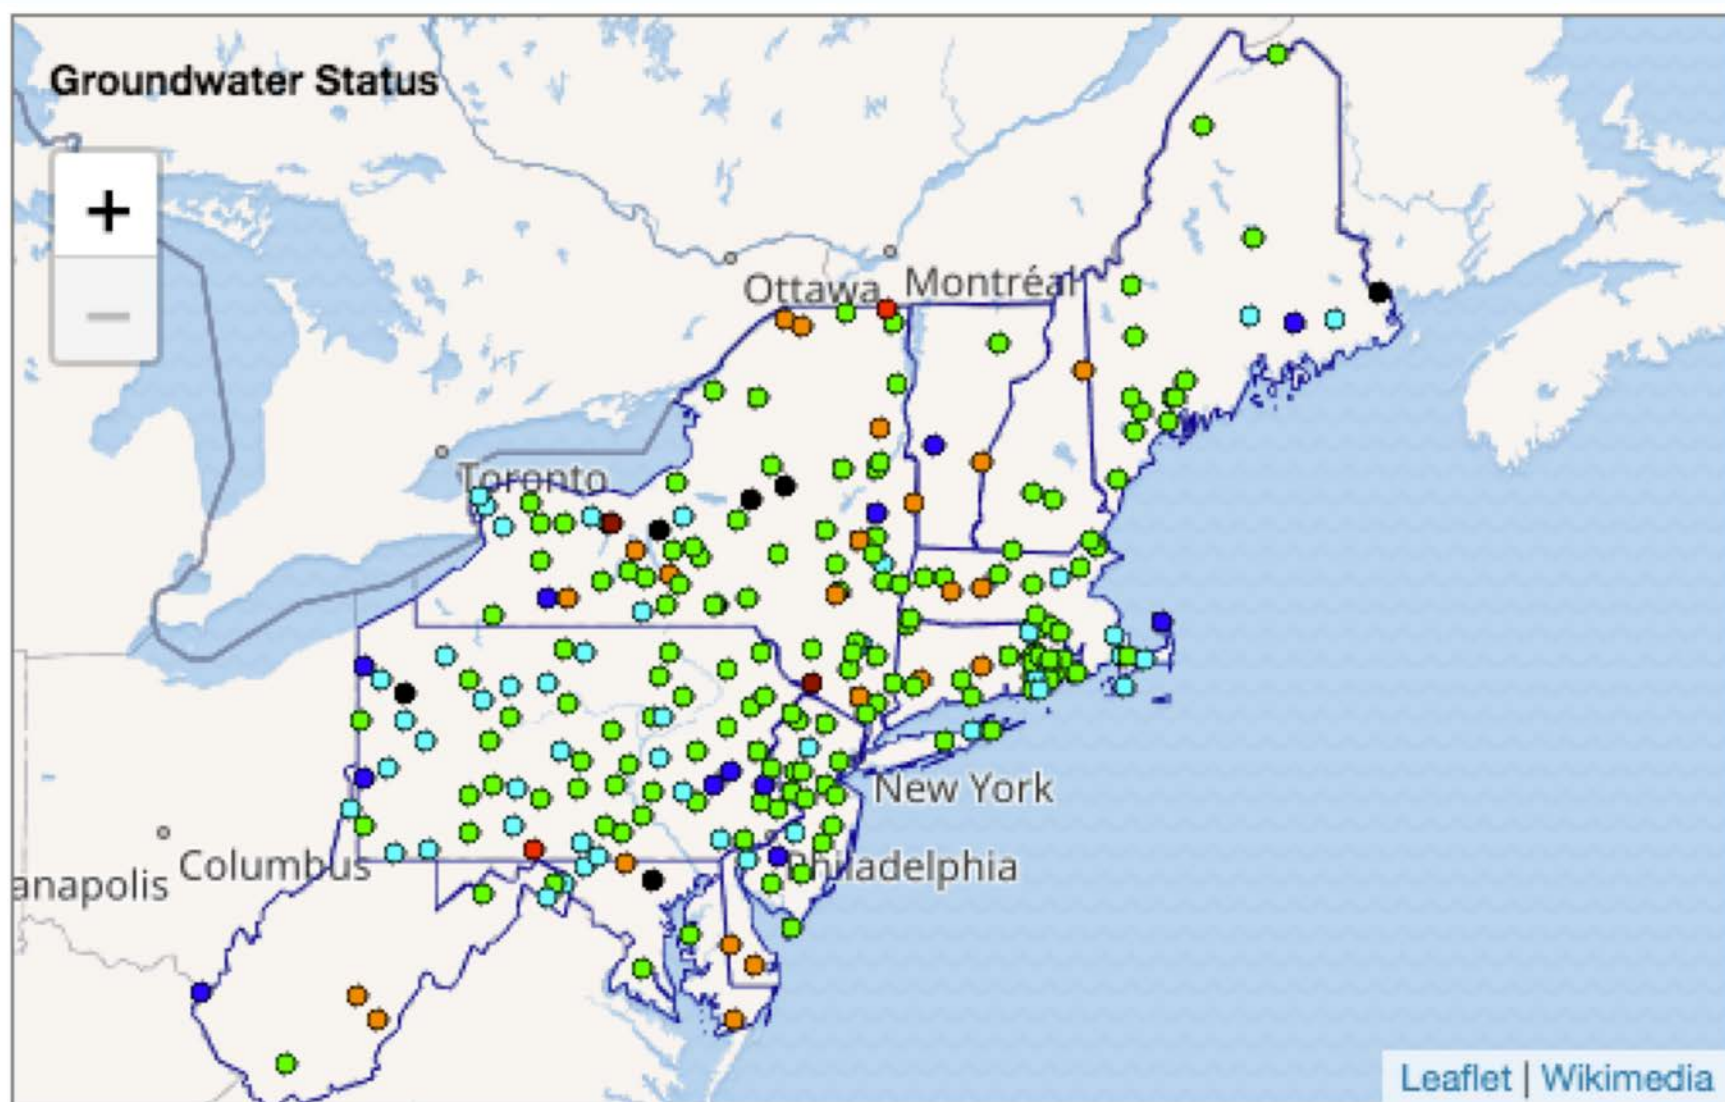 Groundwater Status
+
−
Ottawa
Montréal
Toronto
New York
Columbus
anapolis
Philadelphia
Leaflet | Wikimedia